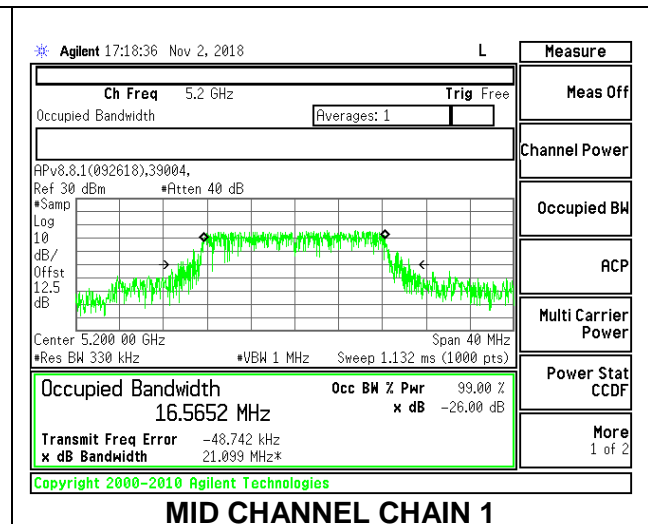 Agilent 17:18:36 Nov 2, 2018 L
Measure
Ch Freq 5.2 GHz Trig Free
Meas Off
Occupied Bandwidth Averages: 1
Channel Power
APv8.8.1(092618),39004,
Ref 30 dBm #Atten 40 dB
#Samp
Log
10
dB/
Offst
12.5
dB
Occupied BW
ACP
Multi Carrier
Power
Center 5.200 00 GHz Span 40 MHz
#Res BW 330 kHz #VBW 1 MHz Sweep 1.132 ms (1000 pts)
Power Stat
CCDF
Occupied Bandwidth Occ BW % Pwr 99.00 %
16.5652 MHz x dB -26.00 dB
Transmit Freq Error -48.742 kHz
x dB Bandwidth 21.099 MHz*
More
1 of 2
Copyright 2000-2010 Agilent Technologies
MID CHANNEL CHAIN 1